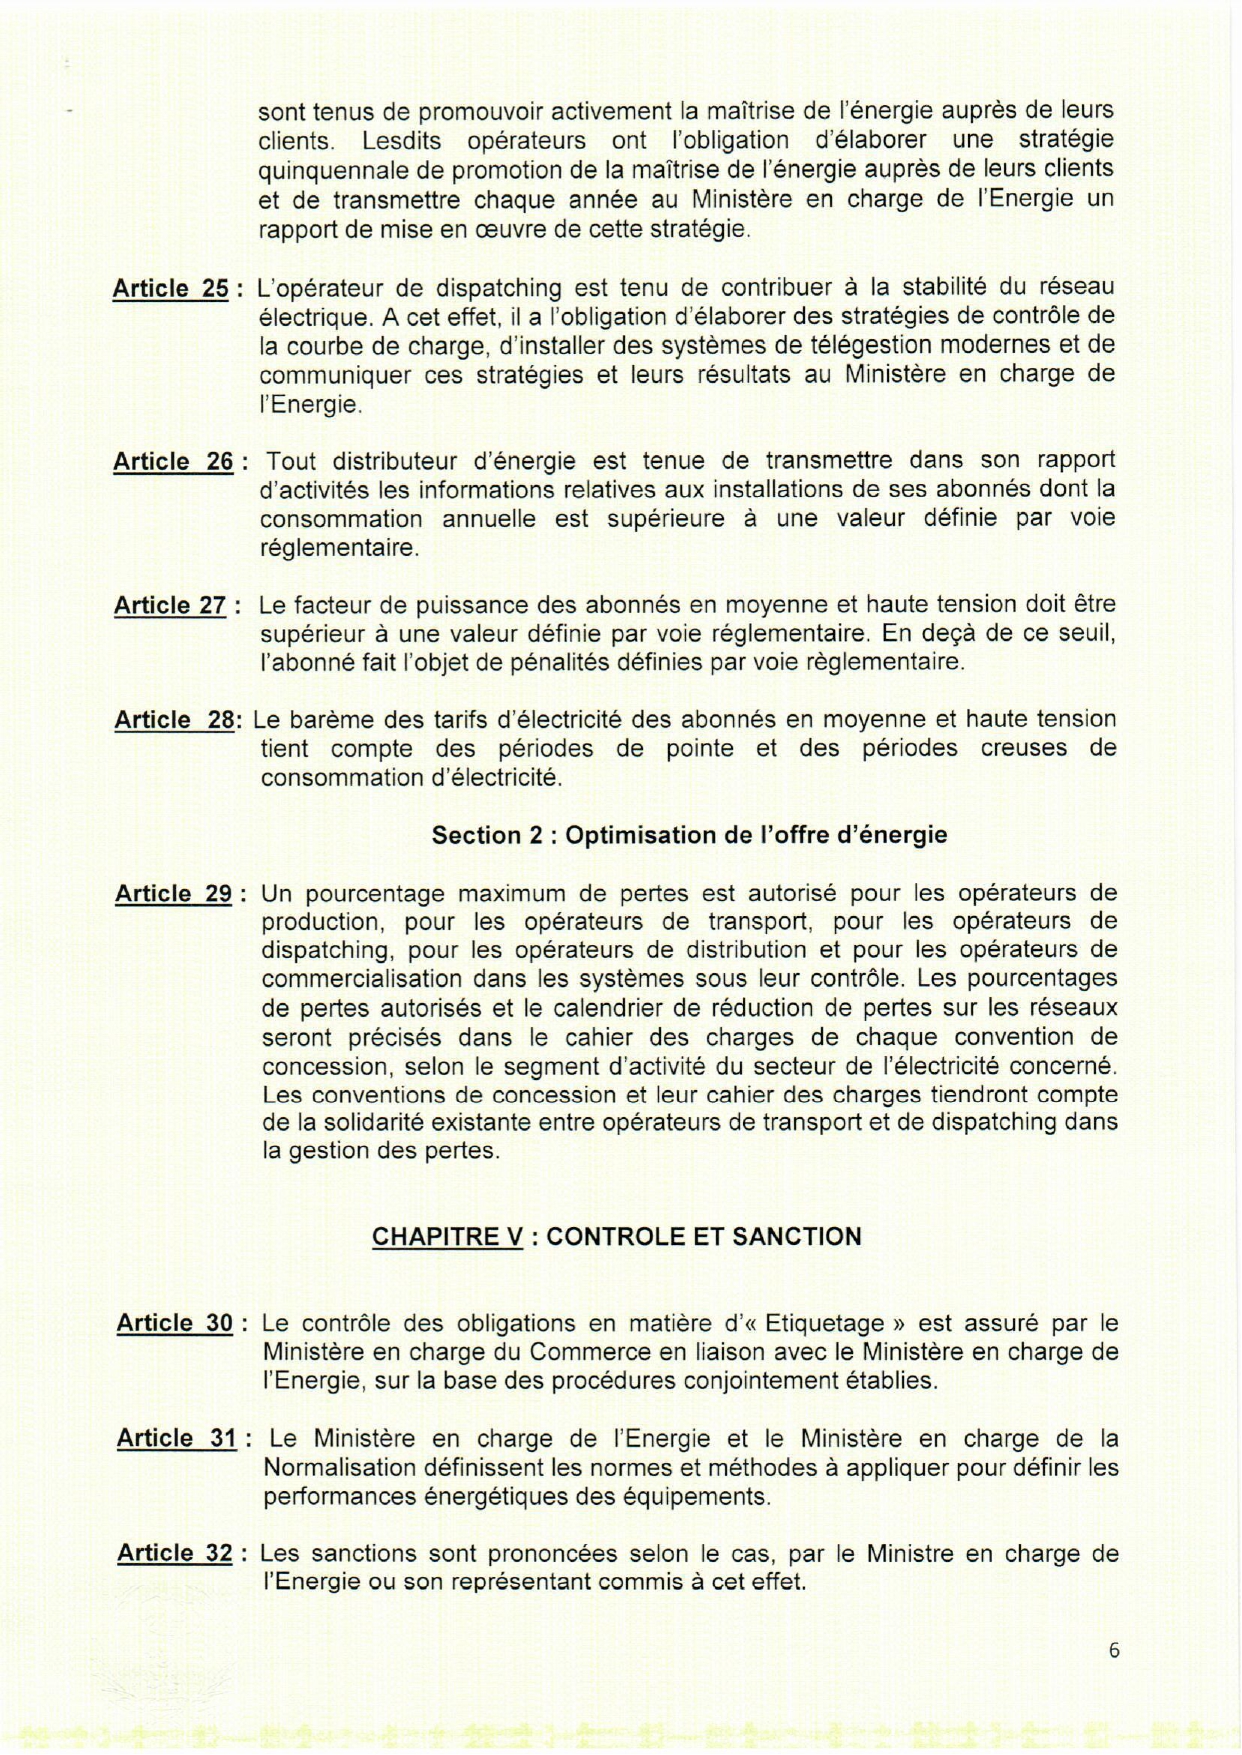 sont tenus de promouvoir activement la maîtrise de l'énergie auprès de leurs
clients. Lesdits opérateurs ont l'obligation d'élaborer une stratégie
quinquennale de promotion de la maîtrise de l'énergie auprès de leurs clients
et de transmettre chaque année au Ministère en charge de l'Energie un
rapport de mise en œuvre de cette stratégie.
Article 25 : L'opérateur de dispatching est tenu de contribuer à la stabilité du réseau
électrique. A cet effet, il a l'obligation d'élaborer des stratégies de contrôle de
la courbe de charge, d'installer des systèmes de télégestion modernes et de
communiquer ces stratégies et leurs résultats au Ministère en charge de
l'Energie.
Article 26 : Tout distributeur d'énergie est tenue de transmettre dans son rapport
d'activités les informations relatives aux installations de ses abonnés dont la
consommation annuelle est supérieure à une valeur définie par voie
réglementaire.
Article 27 : Le facteur de puissance des abonnés en moyenne et haute tension doit être
supérieur à une valeur définie par voie réglementaire. En deçà de ce seuil,
l'abonné fait l'objet de pénalités définies par voie règlementaire.
Article 28: Le barème des tarifs d'électricité des abonnés en moyenne et haute tension
tient compte des périodes de pointe et des périodes creuses de
consommation d'électricité.
Section 2 : Optimisation de l'offre d'énergie
Article 29 : Un pourcentage maximum de pertes est autorisé pour les opérateurs de
production, pour les opérateurs de transport, pour les opérateurs de
dispatching, pour les opérateurs de distribution et pour les opérateurs de
commercialisation dans les systèmes sous leur contrôle. Les pourcentages
de pertes autorisés et le calendrier de réduction de pertes sur les réseaux
seront précisés dans le cahier des charges de chaque convention de
concession, selon le segment d'activité du secteur de l'électricité concerné.
Les conventions de concession et leur cahier des charges tiendront compte
de la solidarité existante entre opérateurs de transport et de dispatching dans
la gestion des pertes.
CHAPITRE V : CONTROLE ET SANCTION
Article 30 : Le contrôle des obligations en matière d'« Etiquetage » est assuré par le
Ministère en charge du Commerce en liaison avec le Ministère en charge de
l'Energie, sur la base des procédures conjointement établies.
Article 31 : Le Ministère en charge de l'Energie et le Ministère en charge de la
Normalisation définissent les normes et méthodes à appliquer pour définir les
performances énergétiques des équipements.
Article 32 : Les sanctions sont prononcées selon le cas, par le Ministre en charge de
l'Energie ou son représentant commis à cet effet.
6